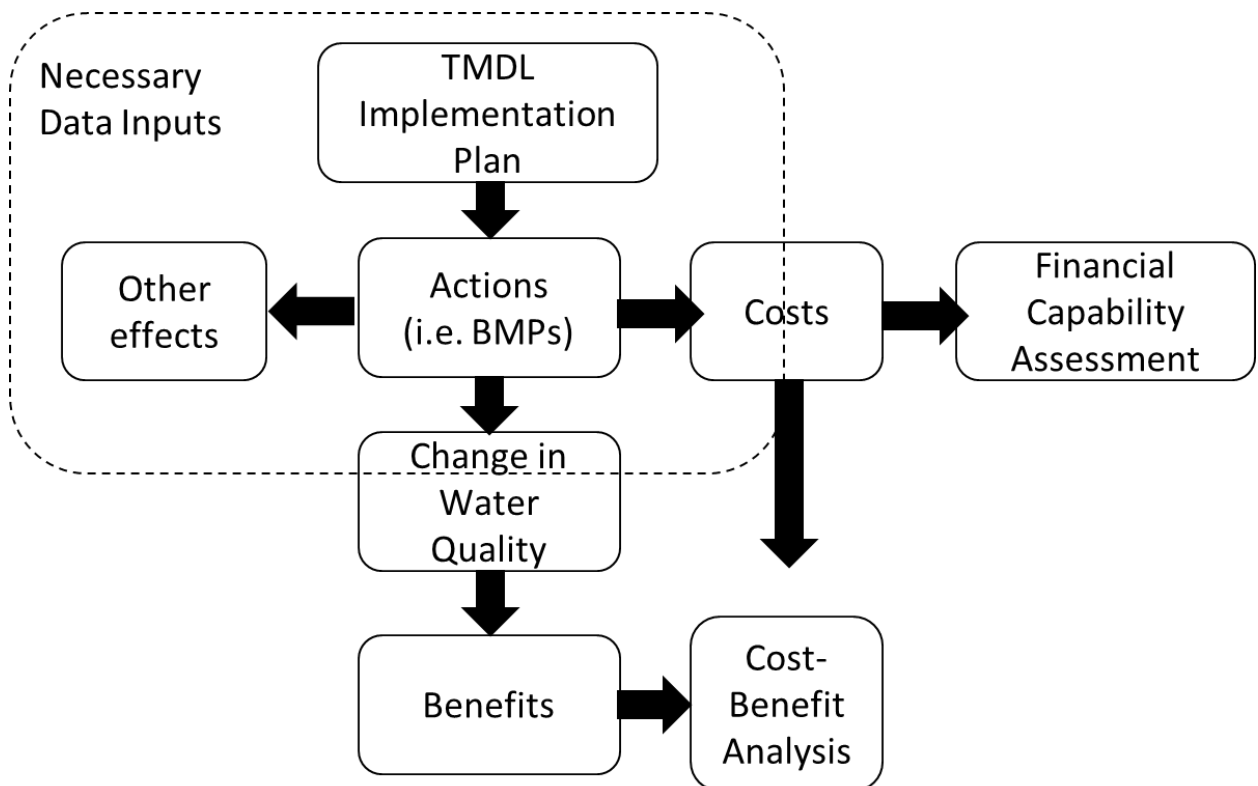 Necessary
Data Inputs
TMDL
Implementation
Plan
Other
effects
Actions
(i.e. BMPs)
Costs
Financial
Capability
Assessment
Change in
Water
Quality
Benefits
Cost-
Benefit
Analysis